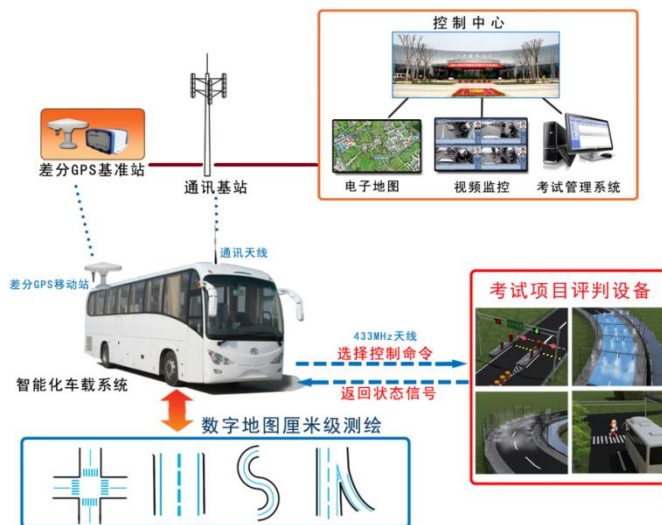 控制中心
电子地图
视频监控
考试管理系统
差分GPS基准站
通讯基站
通讯天线
差分GPS移动站
智能化车载系统
433MHz天线
选择控制命令
返回状态信号
考试项目评判设备
数字地图厘米级测绘